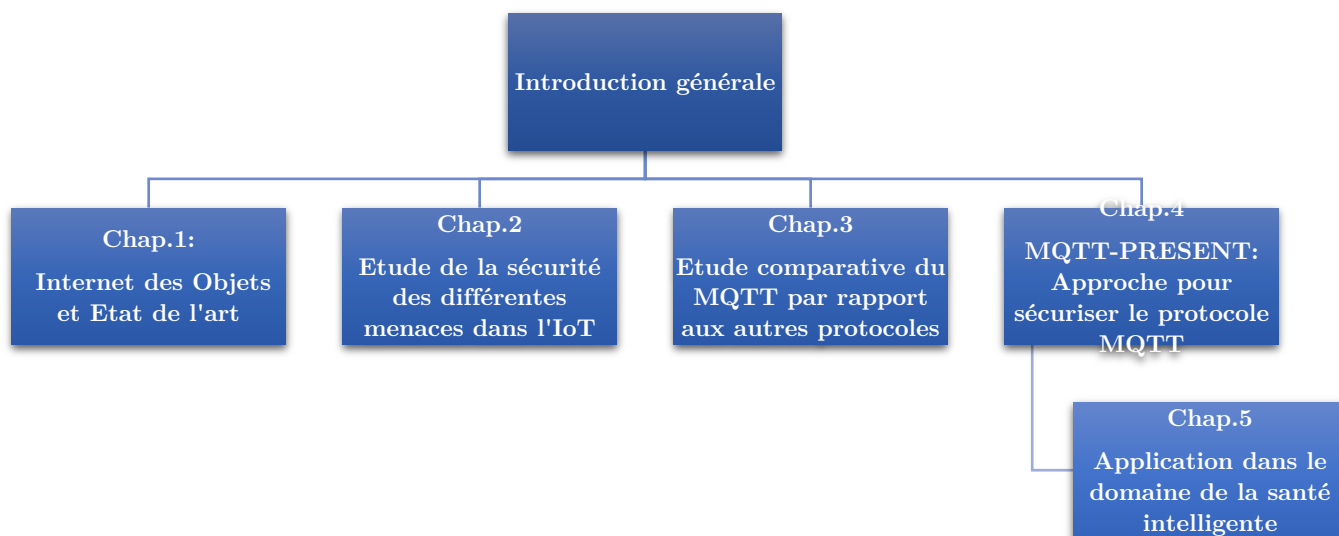 Introduction générale
Chap.1:
Internet des Objets
et Etat de l'art
Chap.2
Etude de la sécurité
des différentes
menaces dans l'IoT
Chap.3
Etude comparative du
MQTT par rapport
aux autres protocoles
Chap.4
MQTT-PRESENT:
Approche pour
sécuriser le protocole
MQTT
Chap.5
Application dans le
domaine de la santé
intelligente